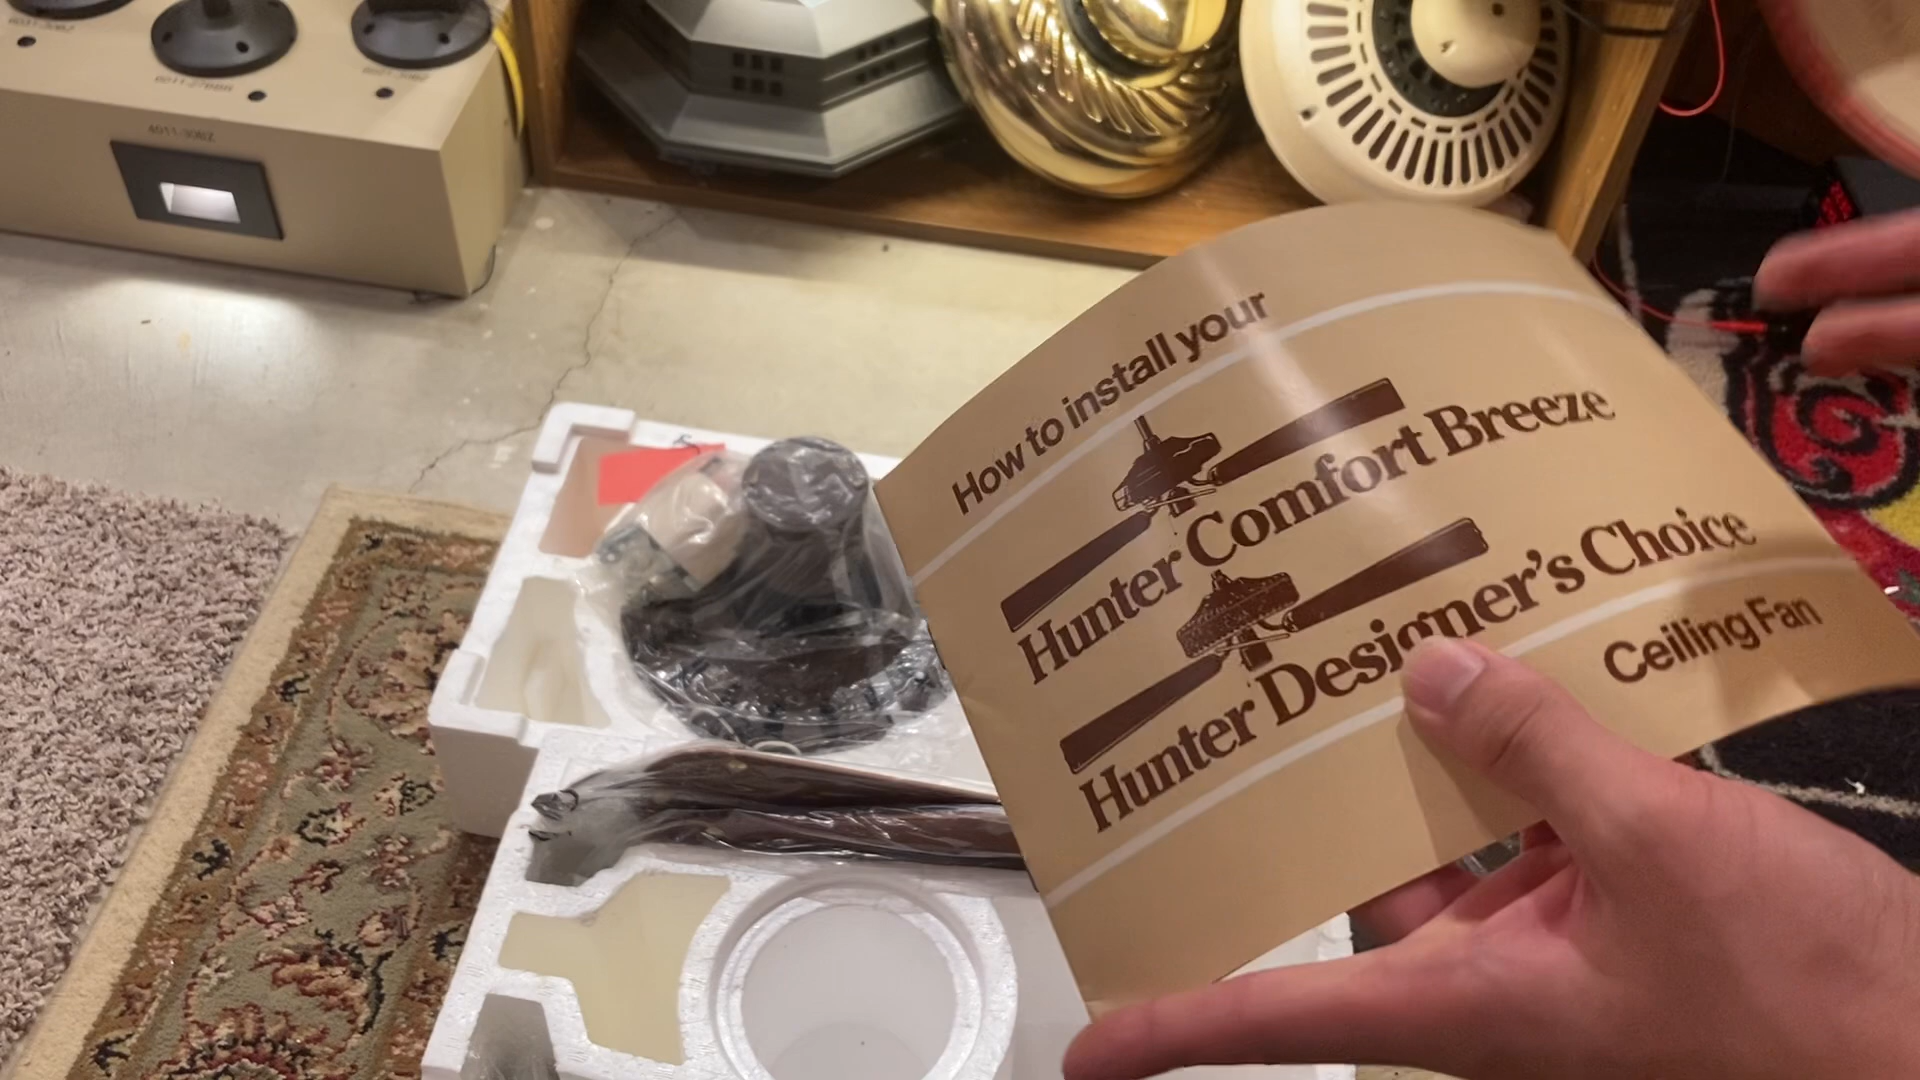 How to install your
Hunter Comfort Breeze
Hunter Designer's Choice
Ceiling Fan